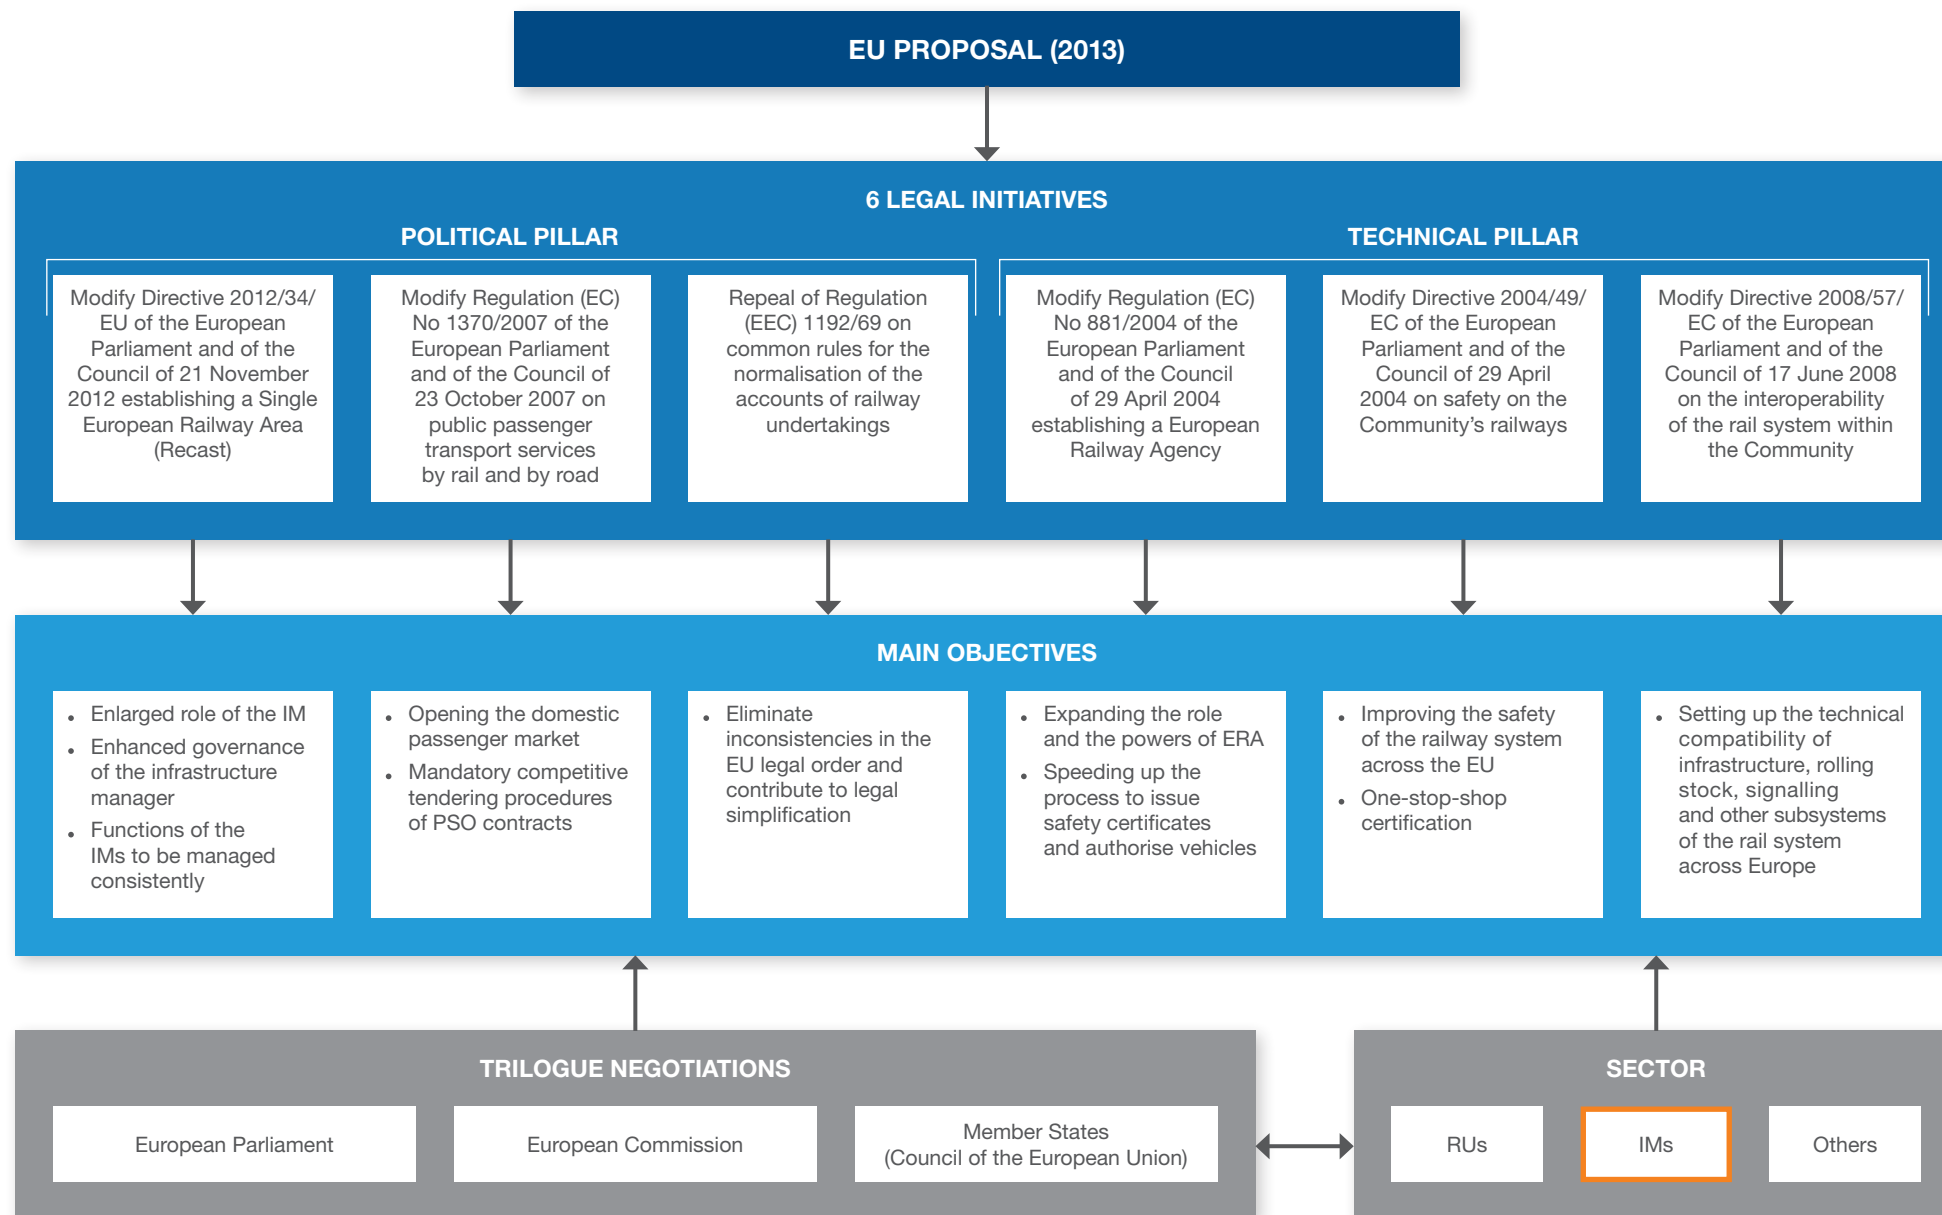 EU PROPOSAL (2013)
6 LEGAL INITIATIVES
POLITICAL PILLAR
TECHNICAL PILLAR
Modify Directive 2012/34/
EU of the European
Parliament and of the
Council of 21 November
2012 establishing a Single
European Railway Area
(Recast)
Modify Regulation (EC)
No 1370/2007 of the
European Parliament
and of the Council of
23 October 2007 on
public passenger
transport services
by rail and by road
Repeal of Regulation
(EEC) 1192/69 on
common rules for the
normalisation of the
accounts of railway
undertakings
Modify Regulation (EC)
No 881/2004 of the
European Parliament
and of the Council
of 29 April 2004
establishing a European
Railway Agency
Modify Directive 2004/49/
EC of the European
Parliament and of the
Council of 29 April
2004 on safety on the
Community’s railways
Modify Directive 2008/57/
EC of the European
Parliament and of the
Council of 17 June 2008
on the interoperability
of the rail system within
the Community
MAIN OBJECTIVES
• Enlarged role of the IM
• Enhanced governance
of the infrastructure
manager
• Functions of the
IMs to be managed
consistently
• Opening the domestic
passenger market
• Mandatory competitive
tendering procedures
of PSO contracts
• Eliminate
inconsistencies in the
EU legal order and
contribute to legal
simplification
• Expanding the role
and the powers of ERA
• Speeding up the
process to issue
safety certificates
and authorise vehicles
• Improving the safety
of the railway system
across the EU
• One-stop-shop
certification
• Setting up the technical
compatibility of
infrastructure, rolling
stock, signalling
and other subsystems
of the rail system
across Europe
TRILOGUE NEGOTIATIONS
European Parliament
European Commission
Member States
(Council of the European Union)
SECTOR
RUs
IMs
Others